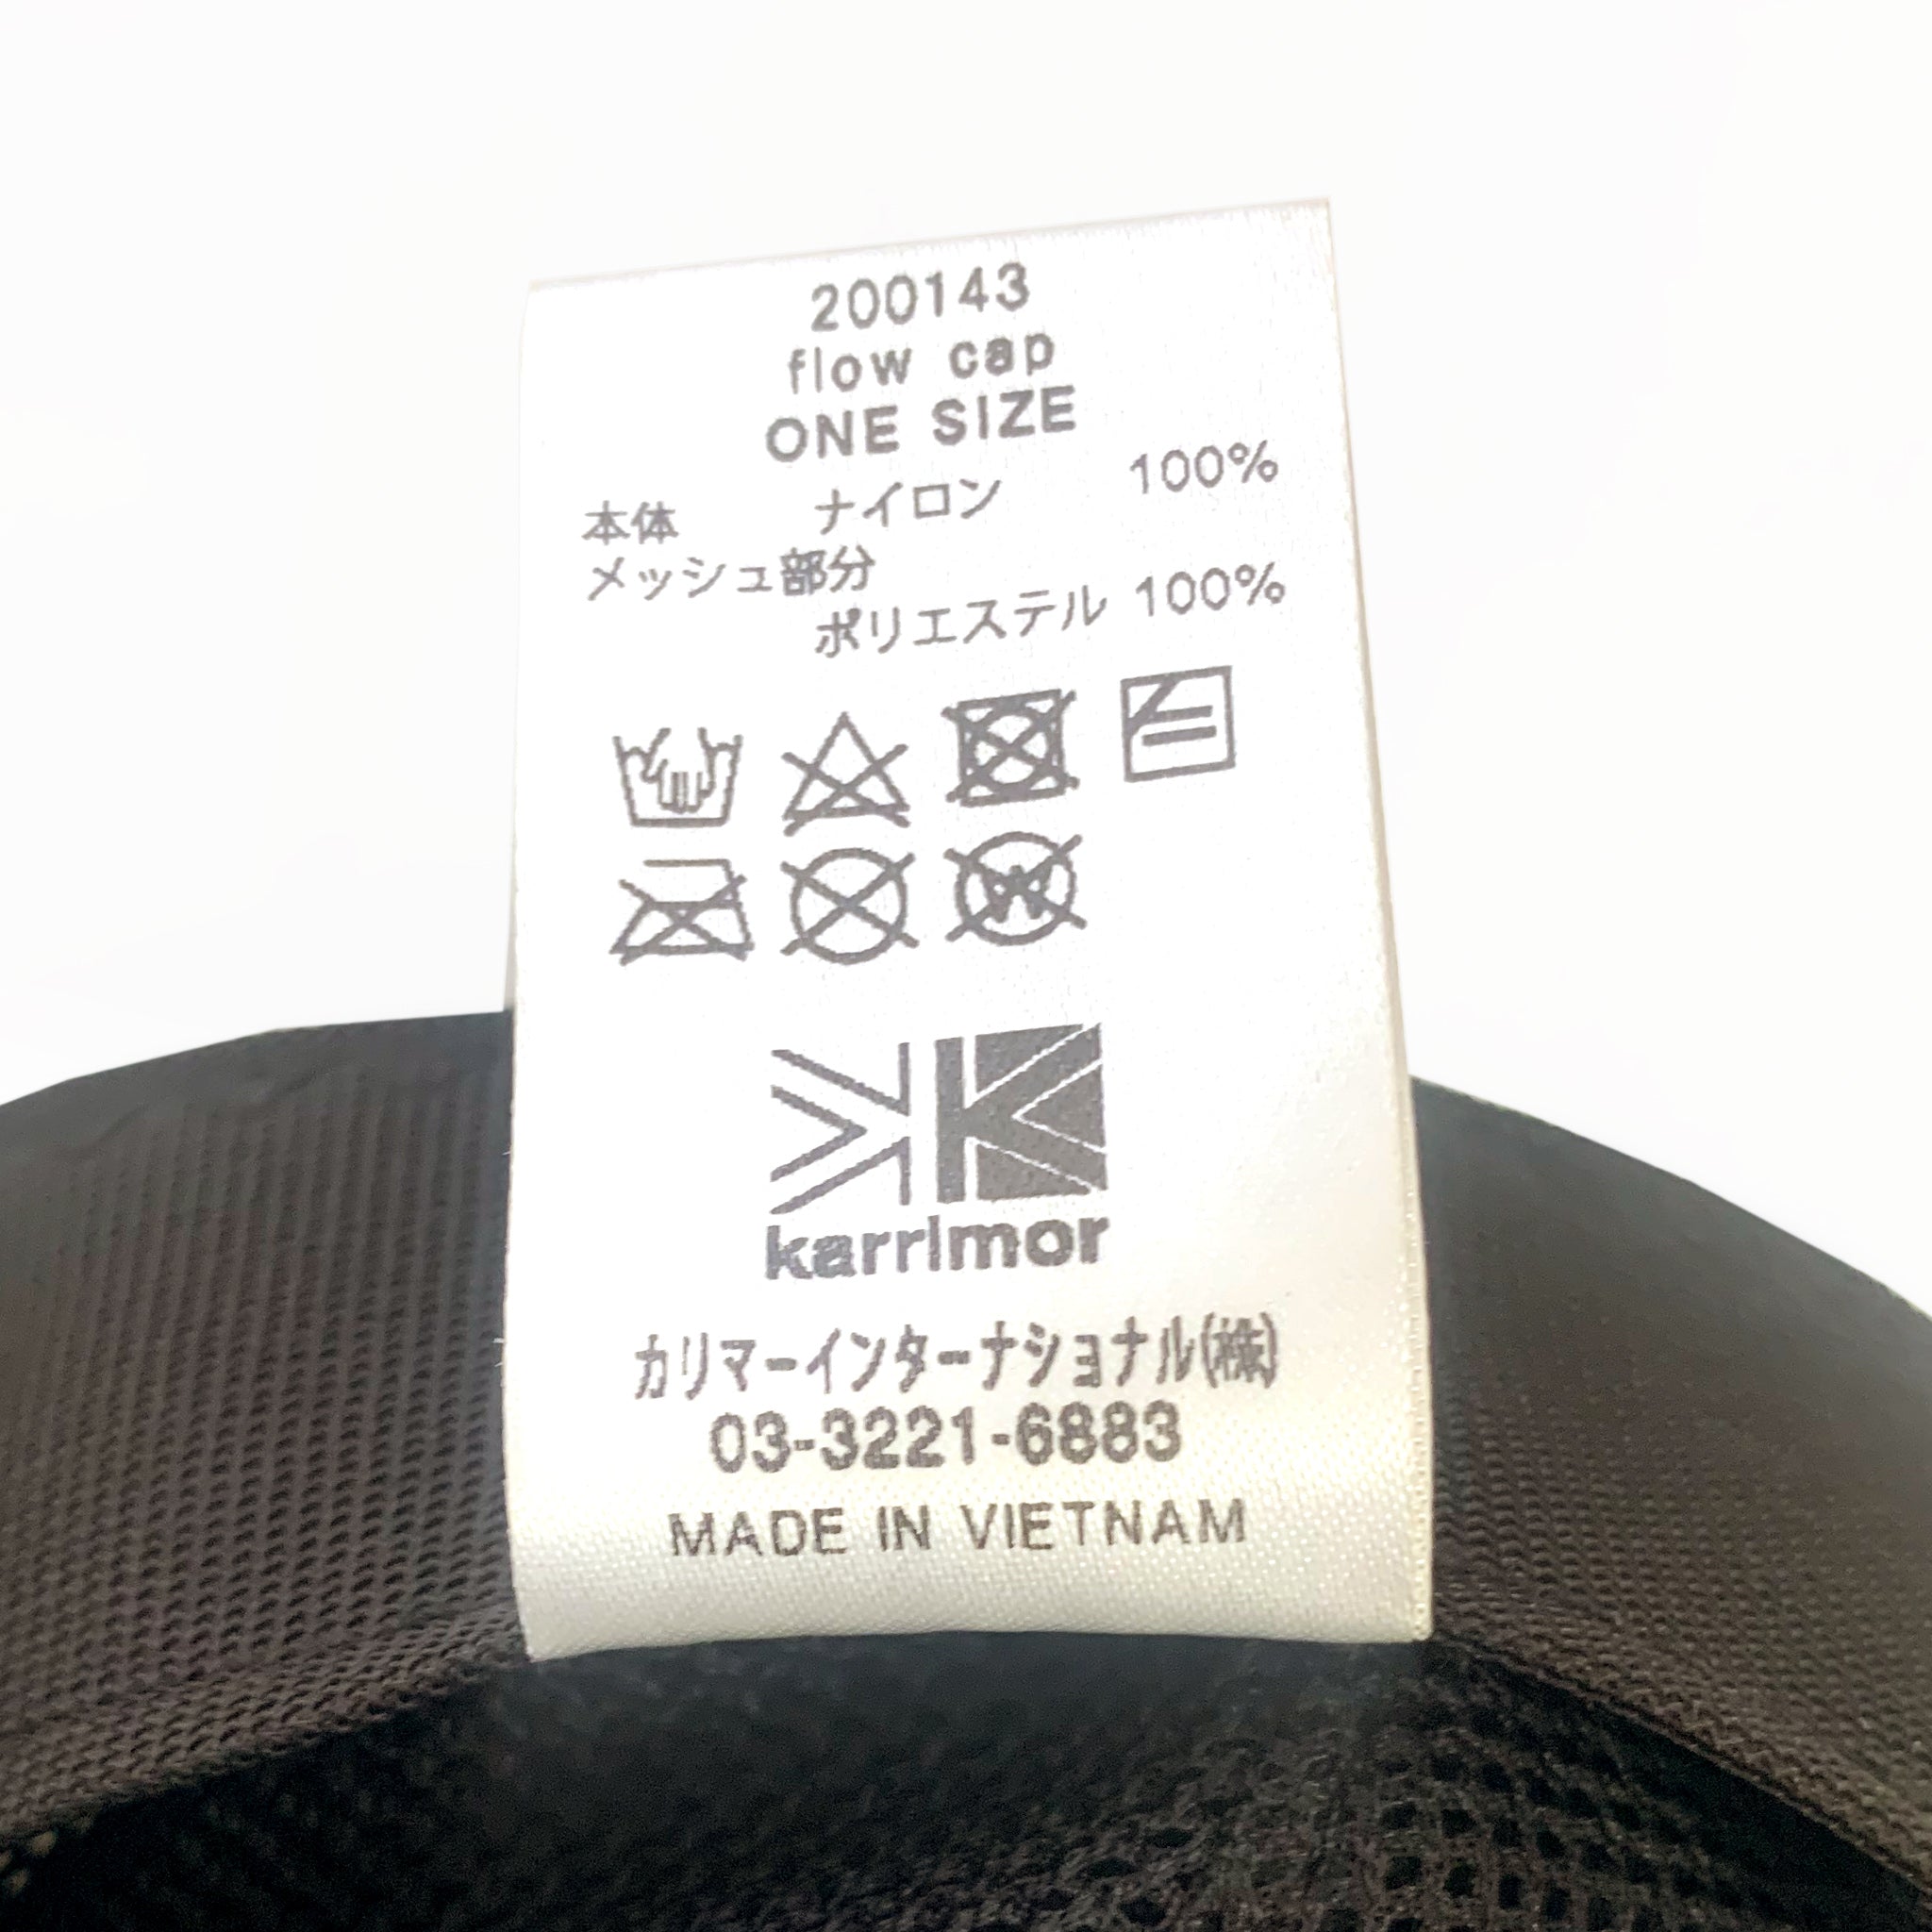 200143
flow cap
ONE SIZE
本体 ナイロン 100%
メッシュ部分
ポリエステル 100%
W
karrimor
カリマーインターナショナル(株)
03-3221-6883
MADE IN VIETNAM